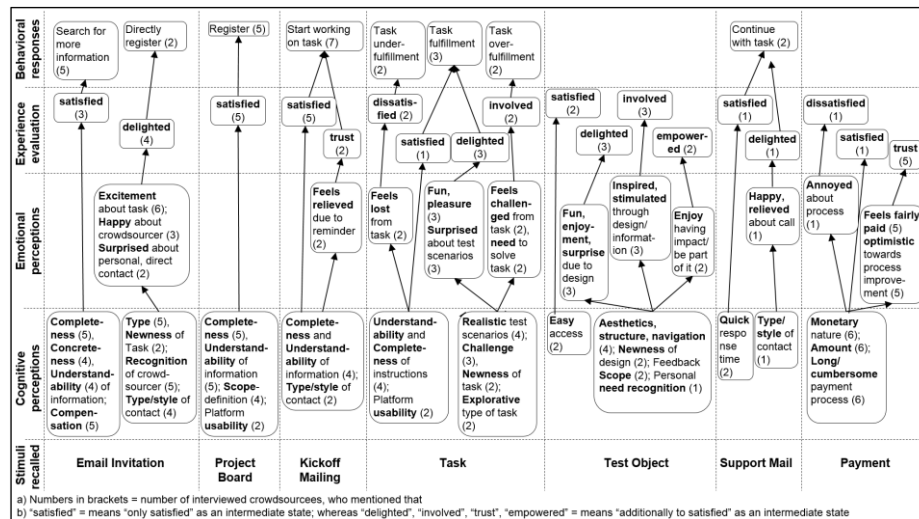 Behavioral
responses
Search for
more
information
(5)
Directly
register (2)
Register (5)
Start working
on task (7)
Task
under-
fulfillment
(2)
Task
fulfillment
(3)
Task
over-
fulfillment
(2)
Continue
with task (2)
Experience
evaluation
satisfied
(3)
delighted
(4)
satisfied
(5)
satisfied
(5)
trust
(2)
dissatis-
fied (2)
satisfied
(1)
delighted
(3)
involved
(2)
satisfied
(2)
delighted
(3)
involved
(3)
empower-
ed (2)
satisfied
(1)
delighted
(1)
dissatisfied
(1)
satisfied
(2)
trust
(5)
Emotional
perceptions
Excitement
about task (6);
Happy about
crowdsourcer (3)
Surprised about
personal, direct
contact (2)
Feels
relieved
due to
reminder
(2)
Feels
lost
from
task (2)
Fun,
pleasure
(3)
Surprised
about test
scenarios
(3)
Feels
challen-
ged from
task (2),
need to
solve
task (2)
Fun,
enjoy-
ment,
surprise
due to
design
(3)
Inspired,
stimulated
through
design/
infor-
mation
(3)
Enjoy
having
impact/
be part
of it (2)
Happy,
relieved
about call
(1)
Annoyed
about
process (1)
Feels fairly
paid (5)
optimistic
towards
process
improve-
ment (5)
Cognitive
perceptions
Complete-
ness (5),
Concrete-
ness (4),
Understand-
ability (4) of
information;
Compen-
sation (5)
Type (5),
Newness of
Task (2);
Recognition
of crowd-
sourcer (5);
Type/style of
contact (4)
Complete-
ness (5),
Understand-
ability of
information
(5); Scope-
definition (4);
Platform
usability (2)
Complete-
ness and
Understand-
ability of
information (4);
Type/style of
contact (2)
Understand-
ability and
Complete-
ness of
instructions
(4);
Platform
usability (2)
Realistic test
scenarios (4);
Challenge
(3),
Newness of
task (2);
Explorative
type of task
(2)
Easy
access
(2)
Aesthetics,
structure, navigation
(4); Newness of
design (2); Feedback
Scope (2); Personal
need recognition (1)
Quick
response
time (2)
Type/
style of
contact
(1)
Monetary
nature (6);
Amount (6);
Long/
cumbersome
payment
process
(6)
Stimuli
recalled
Email Invitation
Project
Board
Kickoff
Mailing
Task
Test Object
Support Mail
Payment
a) Numbers in brackets = number of interviewed crowdsourcees, who mentioned that
b) “satisfied” = means “only satisfied” as an intermediate state; whereas “delighted”, “involved”, “trust”, “empowered” = means “additionally to satisfied” as an intermediate state